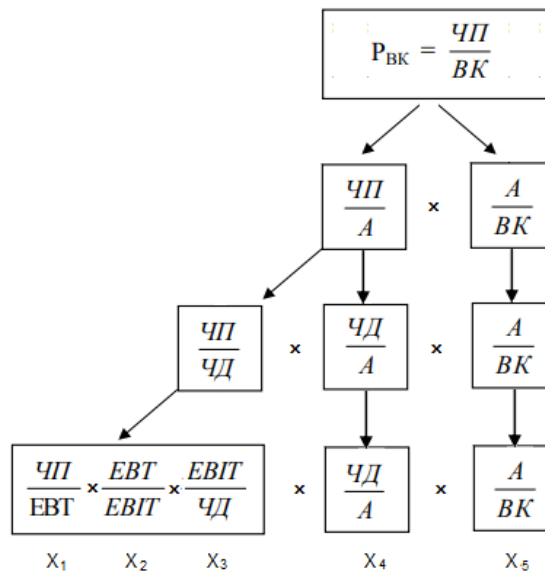 Р_ВК = ЧП/ВК
ЧП/А × А/ВК
ЧП/ЧД × ЧД/А × А/ВК
ЧП/EBT × EBT/EBIT × EBIT/ЧД × ЧД/А × А/ВК
X₁ X₂ X₃ X₄ X₅